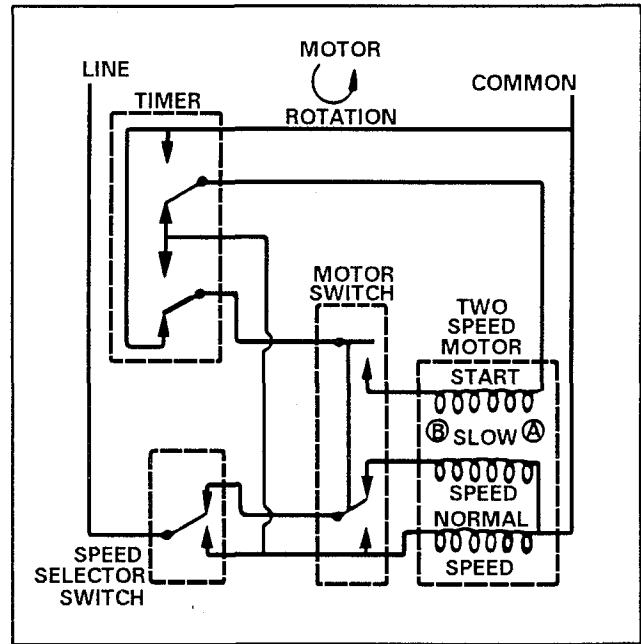 MOTOR
ROTATION
LINE
COMMON
TIMER
MOTOR
SWITCH
TWO
SPEED
MOTOR
START
B SLOW A
SPEED
NORMAL
SPEED
SPEED
SELECTOR
SWITCH